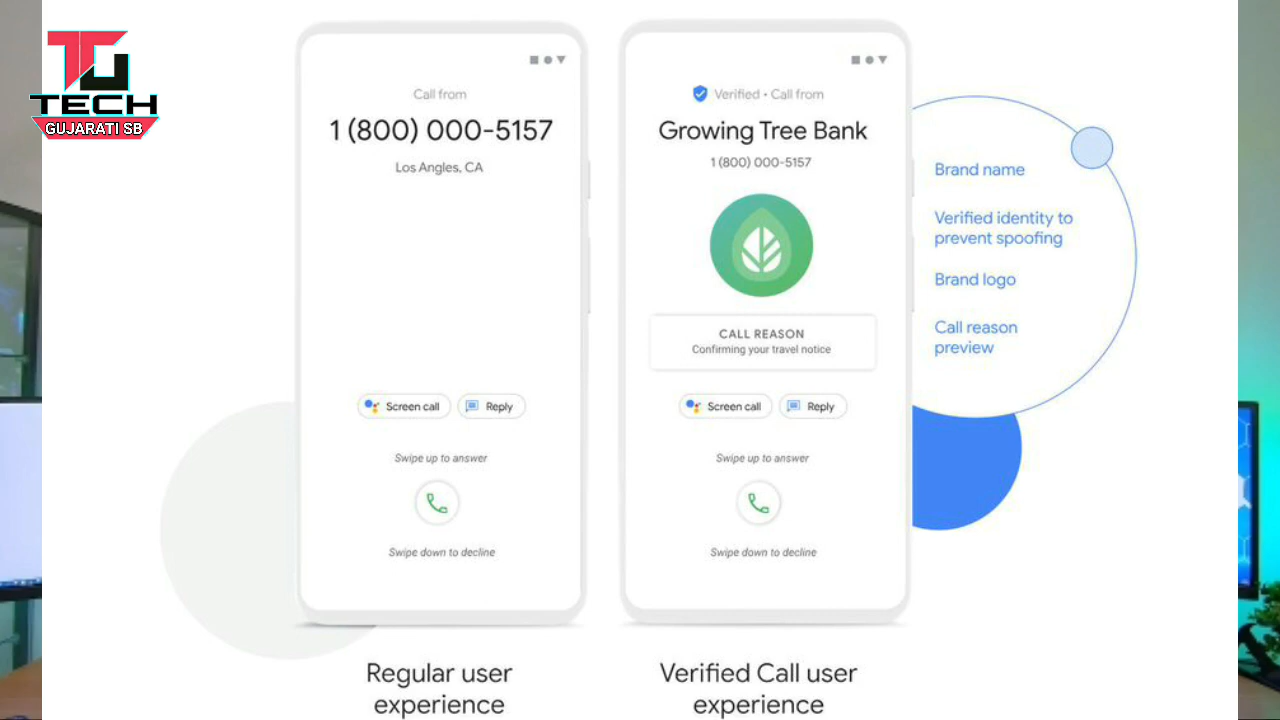 TECH
GUJARATI SB
Call from
1 (800) 000-5157
Los Angles, CA
Screen call
Reply
Swipe up to answer
Swipe down to decline
Regular user
experience
Verified • Call from
Growing Tree Bank
1 (800) 000-5157
CALL REASON
Confirming your travel notice
Screen call
Reply
Swipe up to answer
Swipe down to decline
Verified Call user
experience
Brand name
Verified identity to
prevent spoofing
Brand logo
Call reason
preview